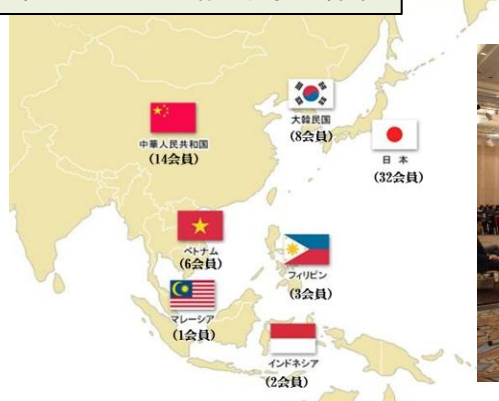 大韓民国
(8会員)
中華人民共和国
(14会員)
日 本
(32会員)
ベトナム
(6会員)
フィリピン
(3会員)
マレーシア
(1会員)
インドネシア
(2会員)